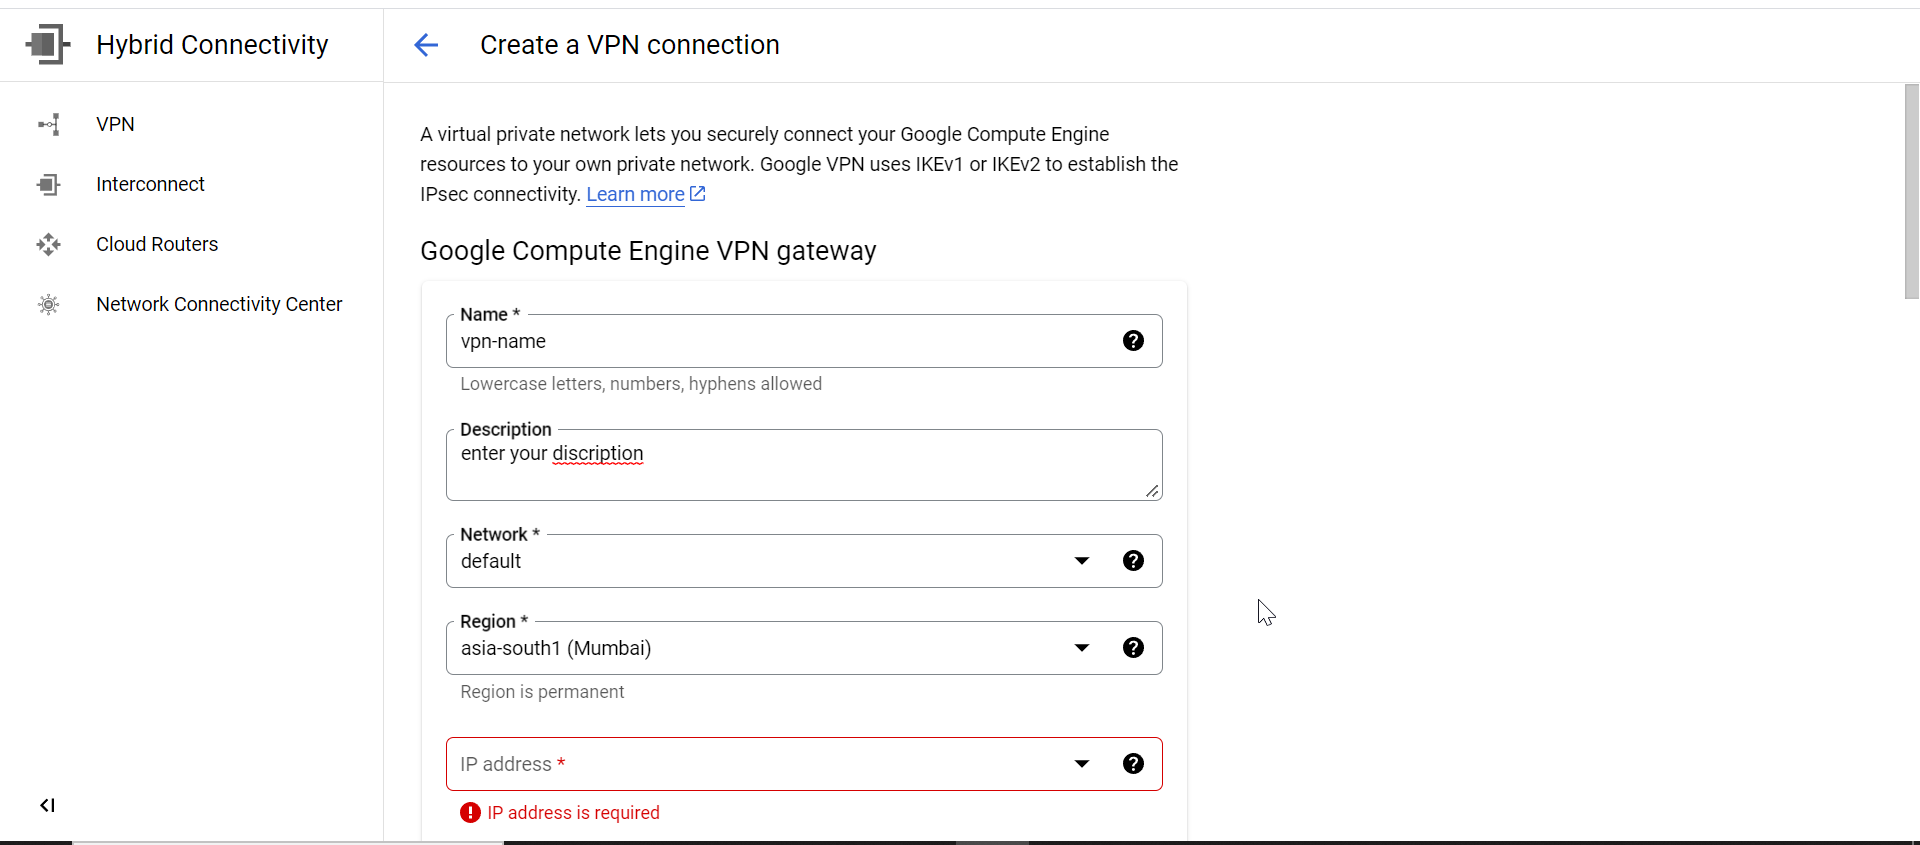 Hybrid Connectivity
VPN
Interconnect
Cloud Routers
Network Connectivity Center
Create a VPN connection
A virtual private network lets you securely connect your Google Compute Engine
resources to your own private network. Google VPN uses IKEv1 or IKEv2 to establish the
IPsec connectivity. Learn more
Google Compute Engine VPN gateway
Name *
vpn-name
Lowercase letters, numbers, hyphens allowed
Description
enter your discription
Network *
default
Region *
asia-south1 (Mumbai)
Region is permanent
IP address *
IP address is required